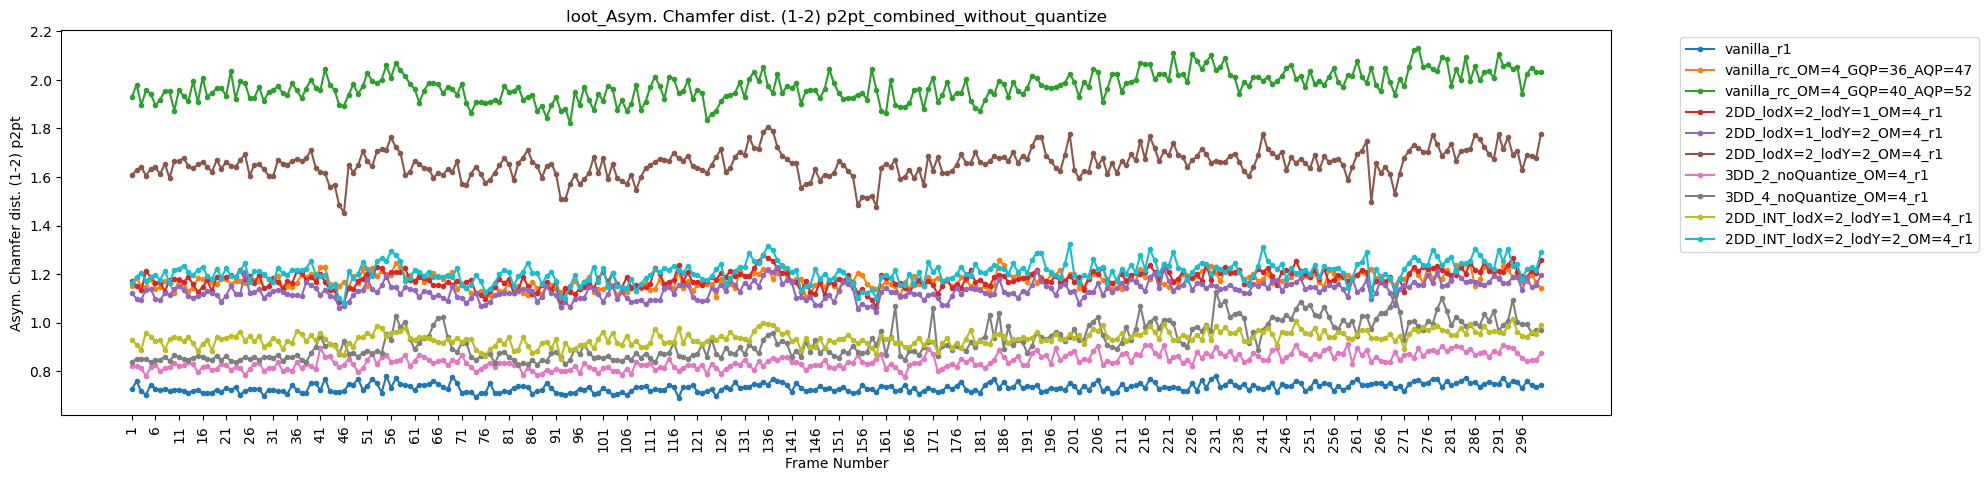 loot_Asym. Chamfer dist. (1-2) p2pt_combined_without_quantize
Asym. Chamfer dist. (1-2) p2pt
2.2
2.0
1.8
1.6
1.4
1.2
1.0
0.8
1 6 11 16 21 26 31 36 41 46 51 56 61 66 71 76 81 86 91 96 101 106 111 116 121 126 131 136 141 146 151 156 161 166 171 176 181 186 191 196 201 206 211 216 221 226 231 236 241 246 251 256 261 266 271 276 281 286 291 296
Frame Number
vanilla_r1
vanilla_rc_OM=4_GQP=36_AQP=47
vanilla_rc_OM=4_GQP=40_AQP=52
2DD_lodX=2_lodY=1_OM=4_r1
2DD_lodX=1_lodY=2_OM=4_r1
2DD_lodX=2_lodY=2_OM=4_r1
3DD_2_noQuantize_OM=4_r1
3DD_4_noQuantize_OM=4_r1
2DD_INT_lodX=2_lodY=1_OM=4_r1
2DD_INT_lodX=2_lodY=2_OM=4_r1